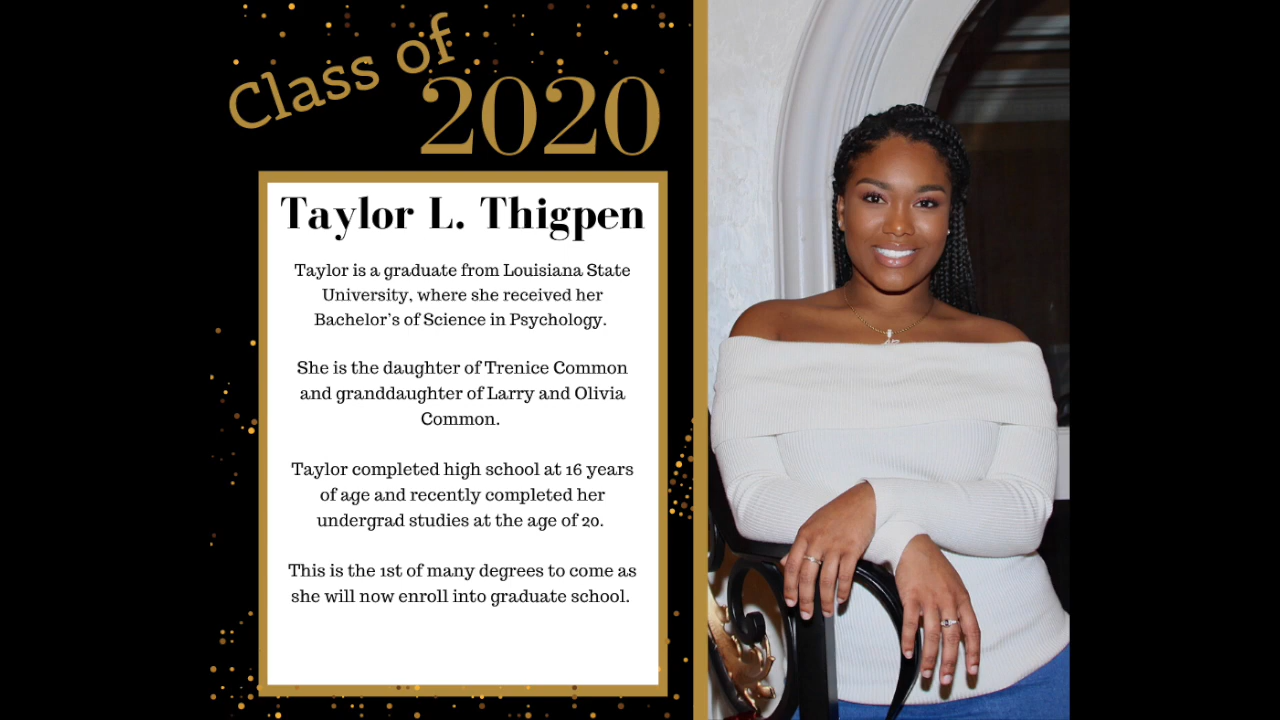 Class of
2020
Taylor L. Thigpen
Taylor is a graduate from Louisiana State
University, where she received her
Bachelor's of Science in Psychology.
She is the daughter of Trenice Common
and granddaughter of Larry and Olivia
Common.
Taylor completed high school at 16 years
of age and recently completed her
undergrad studies at the age of 20.
This is the 1st of many degrees to come as
she will now enroll into graduate school.